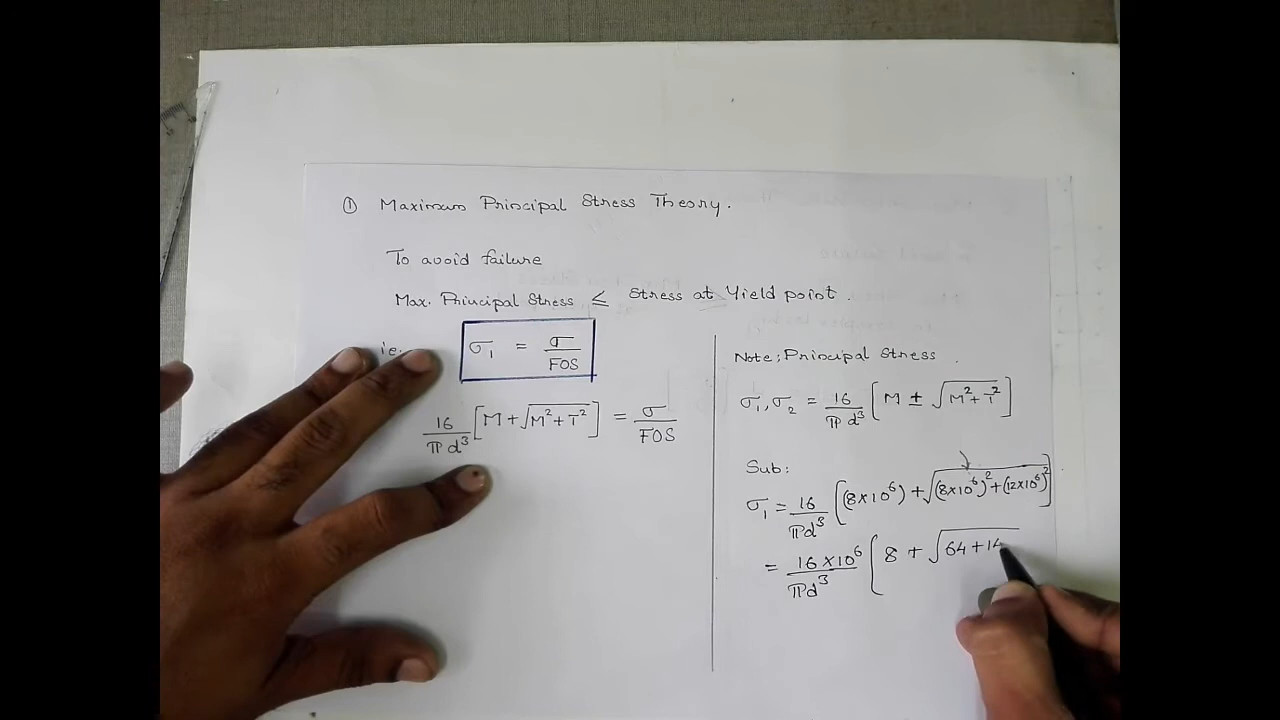 ① Maximum Principal Stress Theory.
To avoid failure
Max. Principal Stress ≤ Stress at Yield point.
ie: σ₁ = σ/FOS
16/πd³ [M + √(M² + T²)] = σ/FOS
Note: Principal Stress.
σ₁, σ₂ = 16/πd³ [M ± √(M² + T²)]
Sub:
σ₁ = 16/πd³ [(8×10⁶) + √((8×10⁶)² + (12×10⁶)²)]
= 16×10⁶/πd³ [8 + √64+14